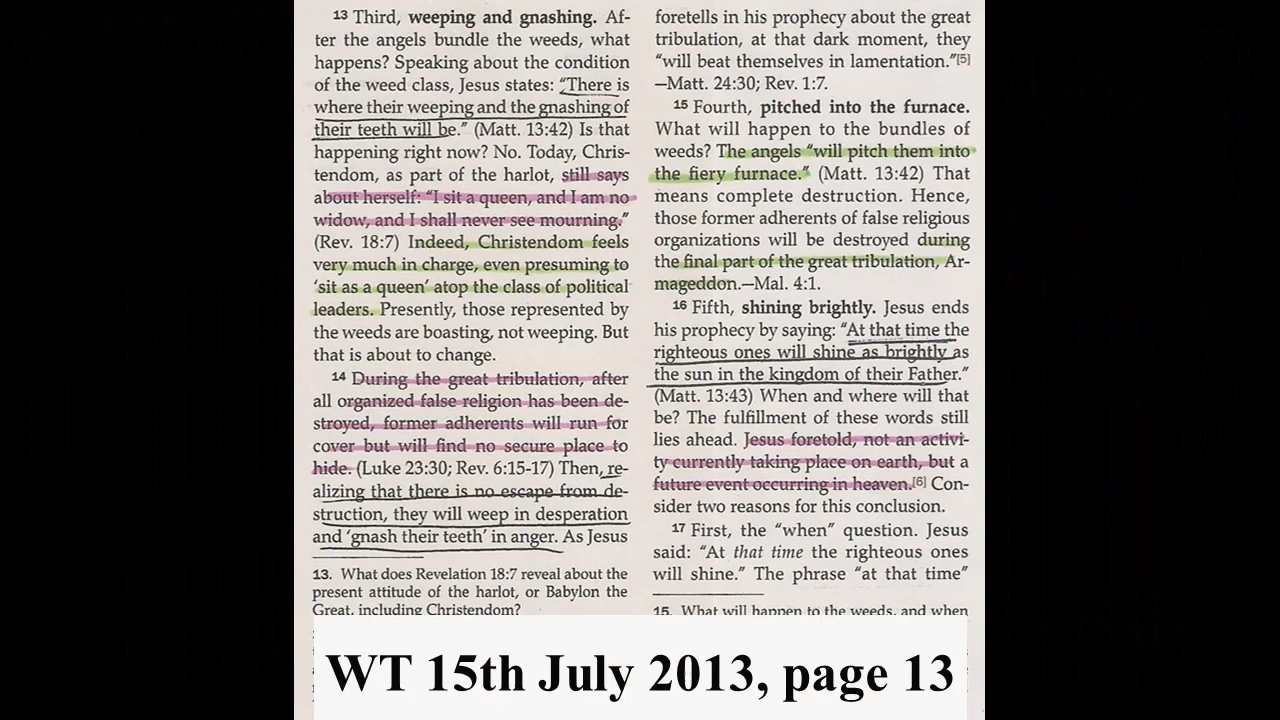 13 Third, weeping and gnashing. Af-
ter the angels bundle the weeds, what
happens? Speaking about the condition
of the weed class, Jesus states: “There is
where their weeping and the gnashing of
their teeth will be.” (Matt. 13:42) Is that
happening right now? No. Today, Chris-
tendom, as part of the harlot, still says
about herself: “I sit a queen, and I am no
widow, and I shall never see mourning.”
(Rev. 18:7) Indeed, Christendom feels
very much in charge, even presuming to
‘sit as a queen’ atop the class of political
leaders. Presently, those represented by
the weeds are boasting, not weeping. But
that is about to change.
14 During the great tribulation, after
all organized false religion has been de-
stroyed, former adherents will run for
cover but will find no secure place to
hide. (Luke 23:30; Rev. 6:15-17) Then, re-
alizing that there is no escape from de-
struction, they will weep in desperation
and ‘gnash their teeth’ in anger. As Jesus
13. What does Revelation 18:7 reveal about the
present attitude of the harlot, or Babylon the
Great, including Christendom?
foretells in his prophecy about the great
tribulation, at that dark moment, they
“will beat themselves in lamentation.”[5]
—Matt. 24:30; Rev. 1:7.
15 Fourth, pitched into the furnace.
What will happen to the bundles of
weeds? The angels “will pitch them into
the fiery furnace.” (Matt. 13:42) That
means complete destruction. Hence,
those former adherents of false religious
organizations will be destroyed during
the final part of the great tribulation, Ar-
mageddon.—Mal. 4:1.
16 Fifth, shining brightly. Jesus ends
his prophecy by saying: “At that time the
righteous ones will shine as brightly as
the sun in the kingdom of their Father.”
(Matt. 13:43) When and where will that
be? The fulfillment of these words still
lies ahead. Jesus foretold, not an activi-
ty currently taking place on earth, but a
future event occurring in heaven.[6] Con-
sider two reasons for this conclusion.
17 First, the “when” question. Jesus
said: “At that time the righteous ones
will shine.” The phrase “at that time”
15. What will happen to the weeds, and when
WT 15th July 2013, page 13